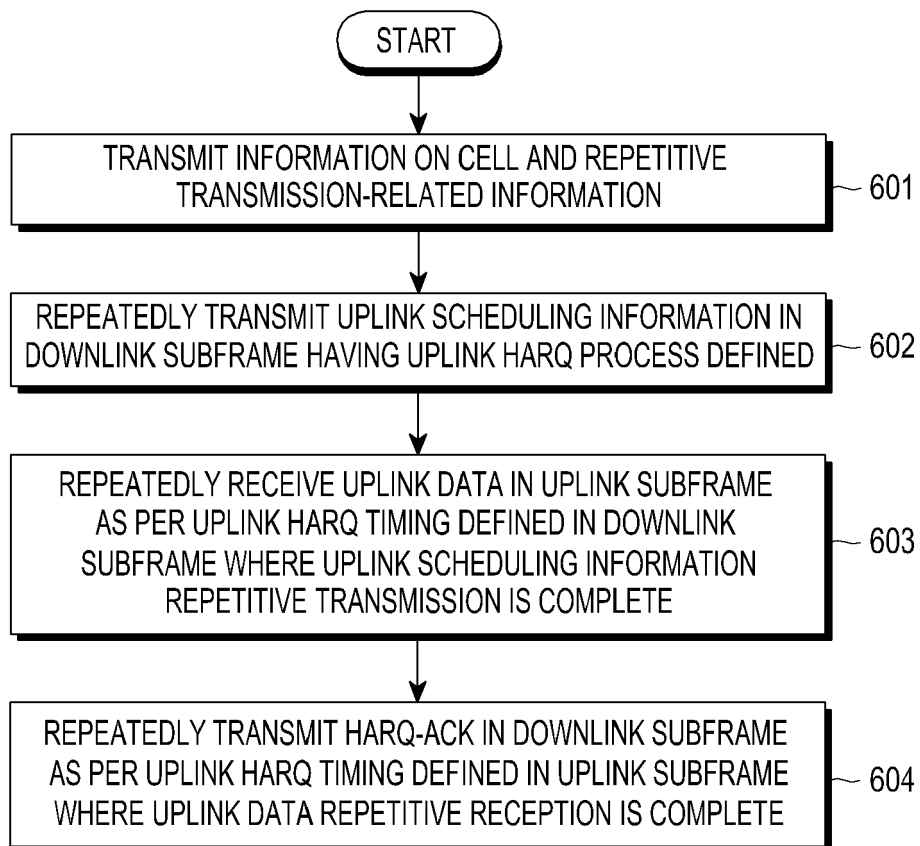 START
TRANSMIT INFORMATION ON CELL AND REPETITIVE
TRANSMISSION-RELATED INFORMATION
601
REPEATEDLY TRANSMIT UPLINK SCHEDULING INFORMATION IN
DOWNLINK SUBFRAME HAVING UPLINK HARQ PROCESS DEFINED
602
REPEATEDLY RECEIVE UPLINK DATA IN UPLINK SUBFRAME
AS PER UPLINK HARQ TIMING DEFINED IN DOWNLINK
SUBFRAME WHERE UPLINK SCHEDULING INFORMATION
REPETITIVE TRANSMISSION IS COMPLETE
603
REPEATEDLY TRANSMIT HARQ-ACK IN DOWNLINK SUBFRAME
AS PER UPLINK HARQ TIMING DEFINED IN UPLINK SUBFRAME
WHERE UPLINK DATA REPETITIVE RECEPTION IS COMPLETE
604